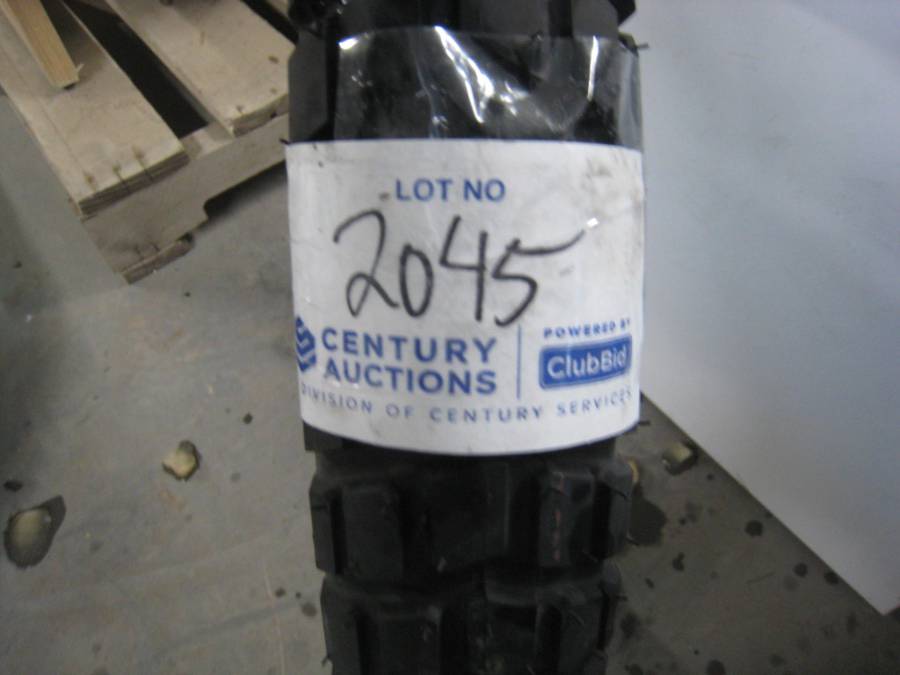 LOT NO
2045
CENTURY
AUCTIONS
DIVISION OF CENTURY SERVICES
POWERED BY
ClubBid